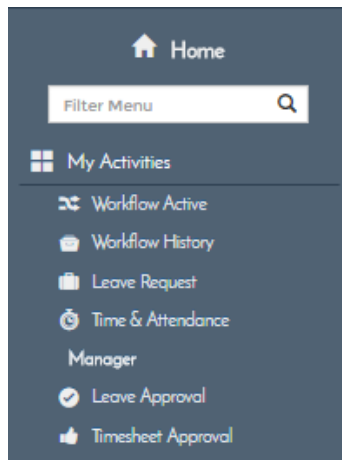 Home
Filter Menu
My Activities
Workflow Active
Workflow History
Leave Request
Time & Attendance
Manager
Leave Approval
Timesheet Approval